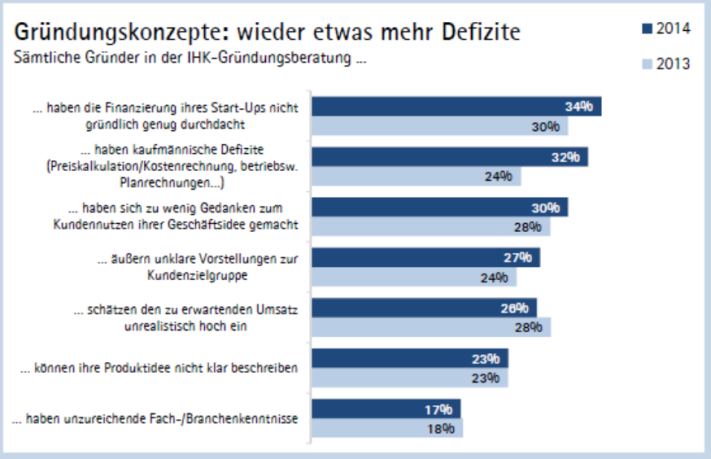 Gründungskonzepte: wieder etwas mehr Defizite
Sämtliche Gründer in der IHK-Gründungsberatung ...
2014
2013
... haben die Finanzierung ihres Start-Ups nicht
gründlich genug durchdacht
34%
30%
... haben kaufmännische Defizite
(Preiskalkulation/Kostenrechnung, betriebsw.
Planrechnungen...)
32%
24%
... haben sich zu wenig Gedanken zum
Kundennutzen ihrer Geschäftsidee gemacht
30%
28%
... äußern unklare Vorstellungen zur
Kundenzielgruppe
27%
24%
... schätzen den zu erwartenden Umsatz
unrealistisch hoch ein
26%
28%
... können ihre Produktidee nicht klar beschreiben
23%
23%
... haben unzureichende Fach-/Branchenkenntnisse
17%
18%